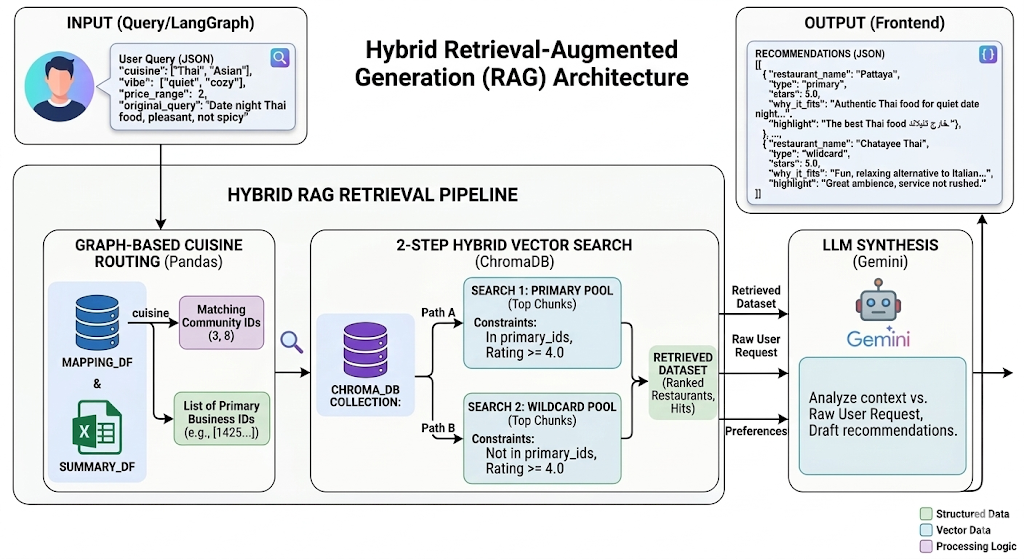 INPUT (Query/LangGraph)
User Query (JSON)
"cuisine": ["Thai", "Asian"],
"vibe": ["quiet", "cozy"],
"price_range": 2,
"original_query": "Date night Thai
food, pleasant, not spicy"
Hybrid Retrieval-Augmented
Generation (RAG) Architecture
OUTPUT (Frontend)
RECOMMENDATIONS (JSON)
{}
[[
{ "restaurant_name": "Pattaya",
"type": "primary",
"etars": 5.0,
"why_it_fits": "Authentic Thai food for quiet date
night...".
"highlight": "The best Thai food خارج"},
}, ...,
{ "restaurant_name": "Chatayee Thai",
"type": "wildcard",
"stars": 5.0,
"why_it_fits": "Fun, relaxing alternative to Italian...",
"highlight": "Great ambience, service not rushed."
]]
HYBRID RAG RETRIEVAL PIPELINE
GRAPH-BASED CUISINE
ROUTING (Pandas)
cuisine
MAPPING_DF
&
X
SUMMARY_DF
Matching
Community IDs
(3, 8)
List of Primary
Business IDs
(e.g., [1425...])
2-STEP HYBRID VECTOR SEARCH
(ChromaDB)
CHROMA_DB
COLLECTION:
Path A
Path B
SEARCH 1: PRIMARY POOL
(Top Chunks)
Constraints:
In primary_ids,
Rating >= 4.0
SEARCH 2: WILDCARD POOL
(Top Chunks)
Constraints:
Not in primary_ids,
Rating >= 4.0
RETRIEVED
DATASET
(Ranked
Restaurants,
Hits)
Retrieved
Dataset
Raw User
Request
Preferences
LLM SYNTHESIS
(Gemini)
Gemini
Analyze context vs.
Raw User Request,
Draft recommendations.
Structured Data
Vector Data
Processing Logic